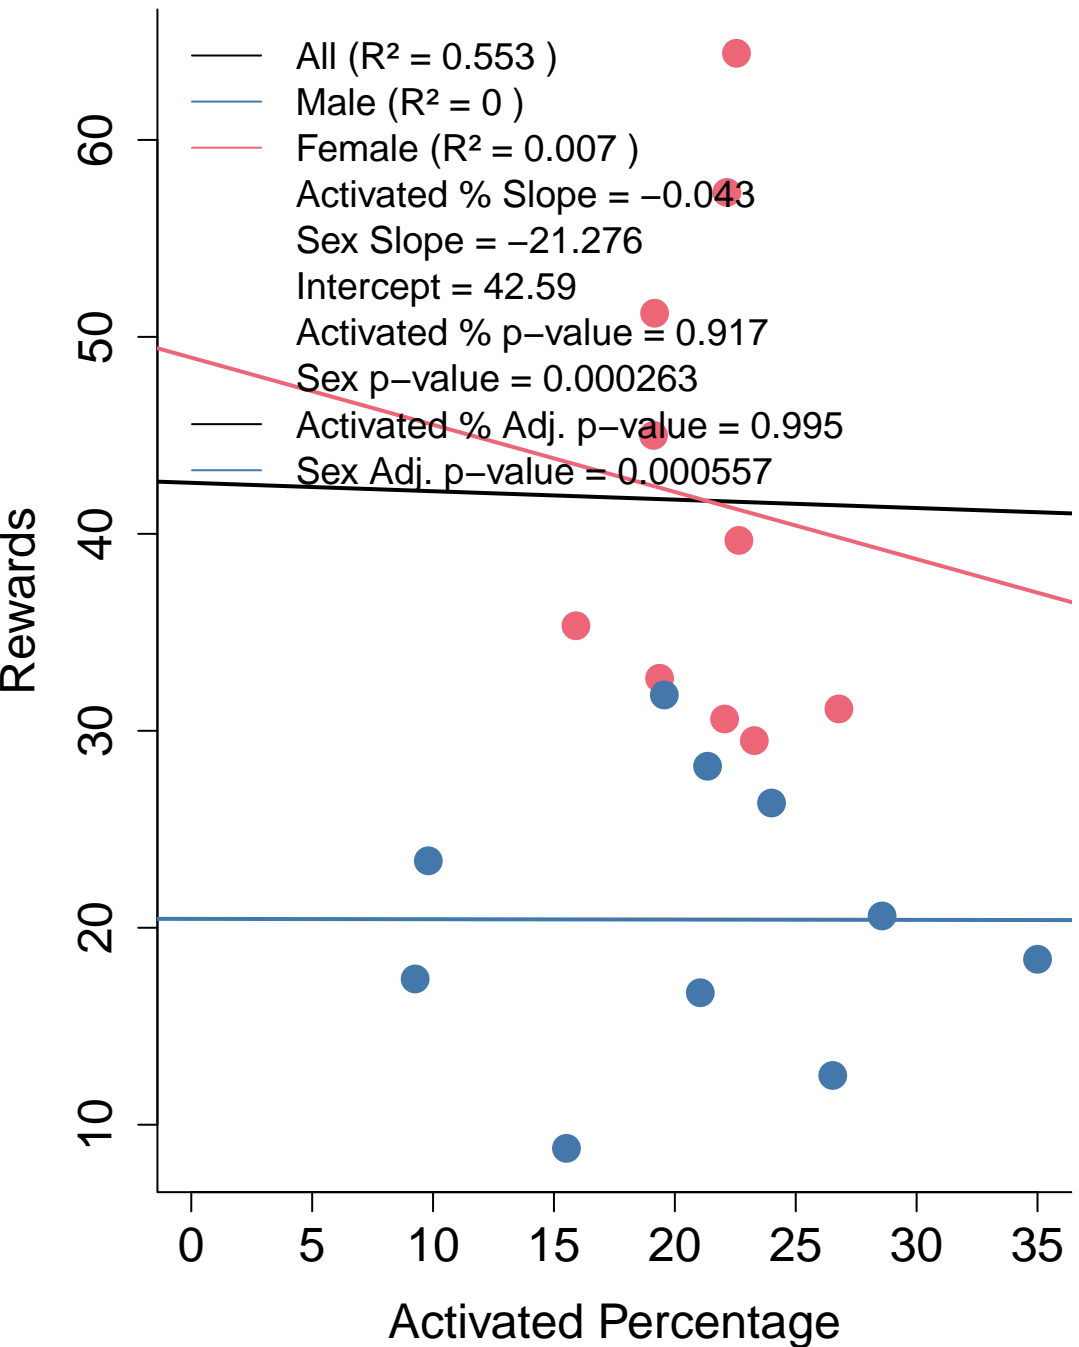 All (R² = 0.553 )
Male (R² = 0 )
Female (R² = 0.007 )
Activated % Slope = −0.043
Sex Slope = −21.276
Intercept = 42.59
Activated % p−value = 0.917
Sex p−value = 0.000263
Activated % Adj. p−value = 0.995
Sex Adj. p−value = 0.000557
60
50
40
30
20
10
Rewards
0 5 10 15 20 25 30 35
Activated Percentage